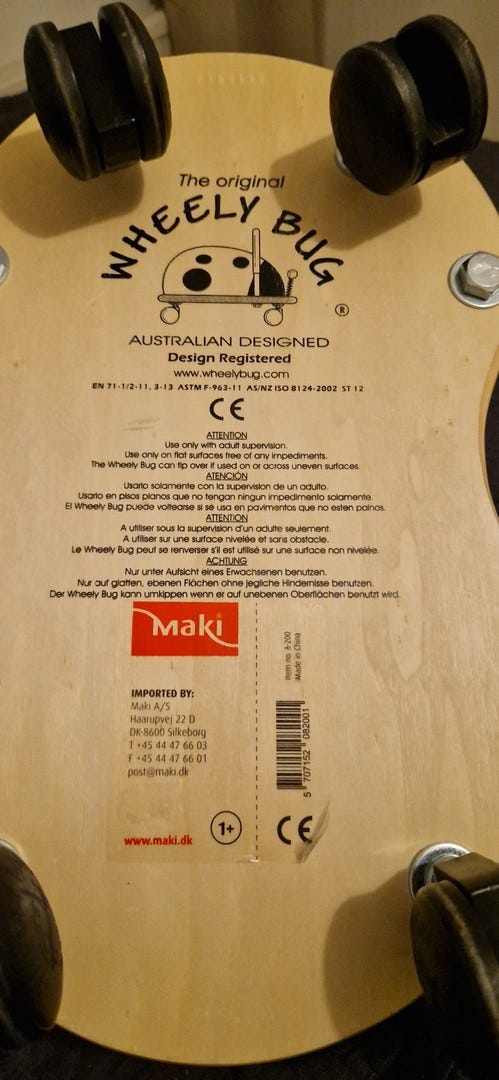 The original
WHEELY BUG
®
AUSTRALIAN DESIGNED
Design Registered
www.wheelybug.com
EN 71-1/2-11, 3-13 ASTM F-963-11 AS/NZ ISO 8124-2002 ST 12
CE
ATTENTION
Use only with adult supervision.
Use only on flat surfaces free of any impediments.
The Wheely Bug can tip over if used on or across uneven surfaces.
ATENCIÓN
Usarlo solamente con la supervision de un adulto.
Usarlo en pisos planos que no tengan ningun impedimento solamente.
El Wheely Bug puede voltearse si se usa en pavimentos que no esten palnos.
ATTENTION
A utiliser sous la supervision d'un adulte seulement.
A utiliser sur une surface nivelée et sans obstacle.
Le Wheely Bug peut se renverser s'il est utilisé sur une surface non nivelée.
ACHTUNG
Nur unter Aufsicht eines Erwachsenen benutzen.
Nur auf glatten, ebenen Flächen ohne jegliche Hindernisse benutzen.
Der Wheely Bug kann umkippen wenn er auf unebenen Oberflächen benutzt wird.
Maki
IMPORTED BY:
Maki A/S
Haarupvej 22 D
DK-8600 Silkeborg
T +45 44 47 66 03
F +45 44 47 66 01
post@maki.dk
www.maki.dk
1+
Item no. 8-200
Made in China
5 707152 082001
CE